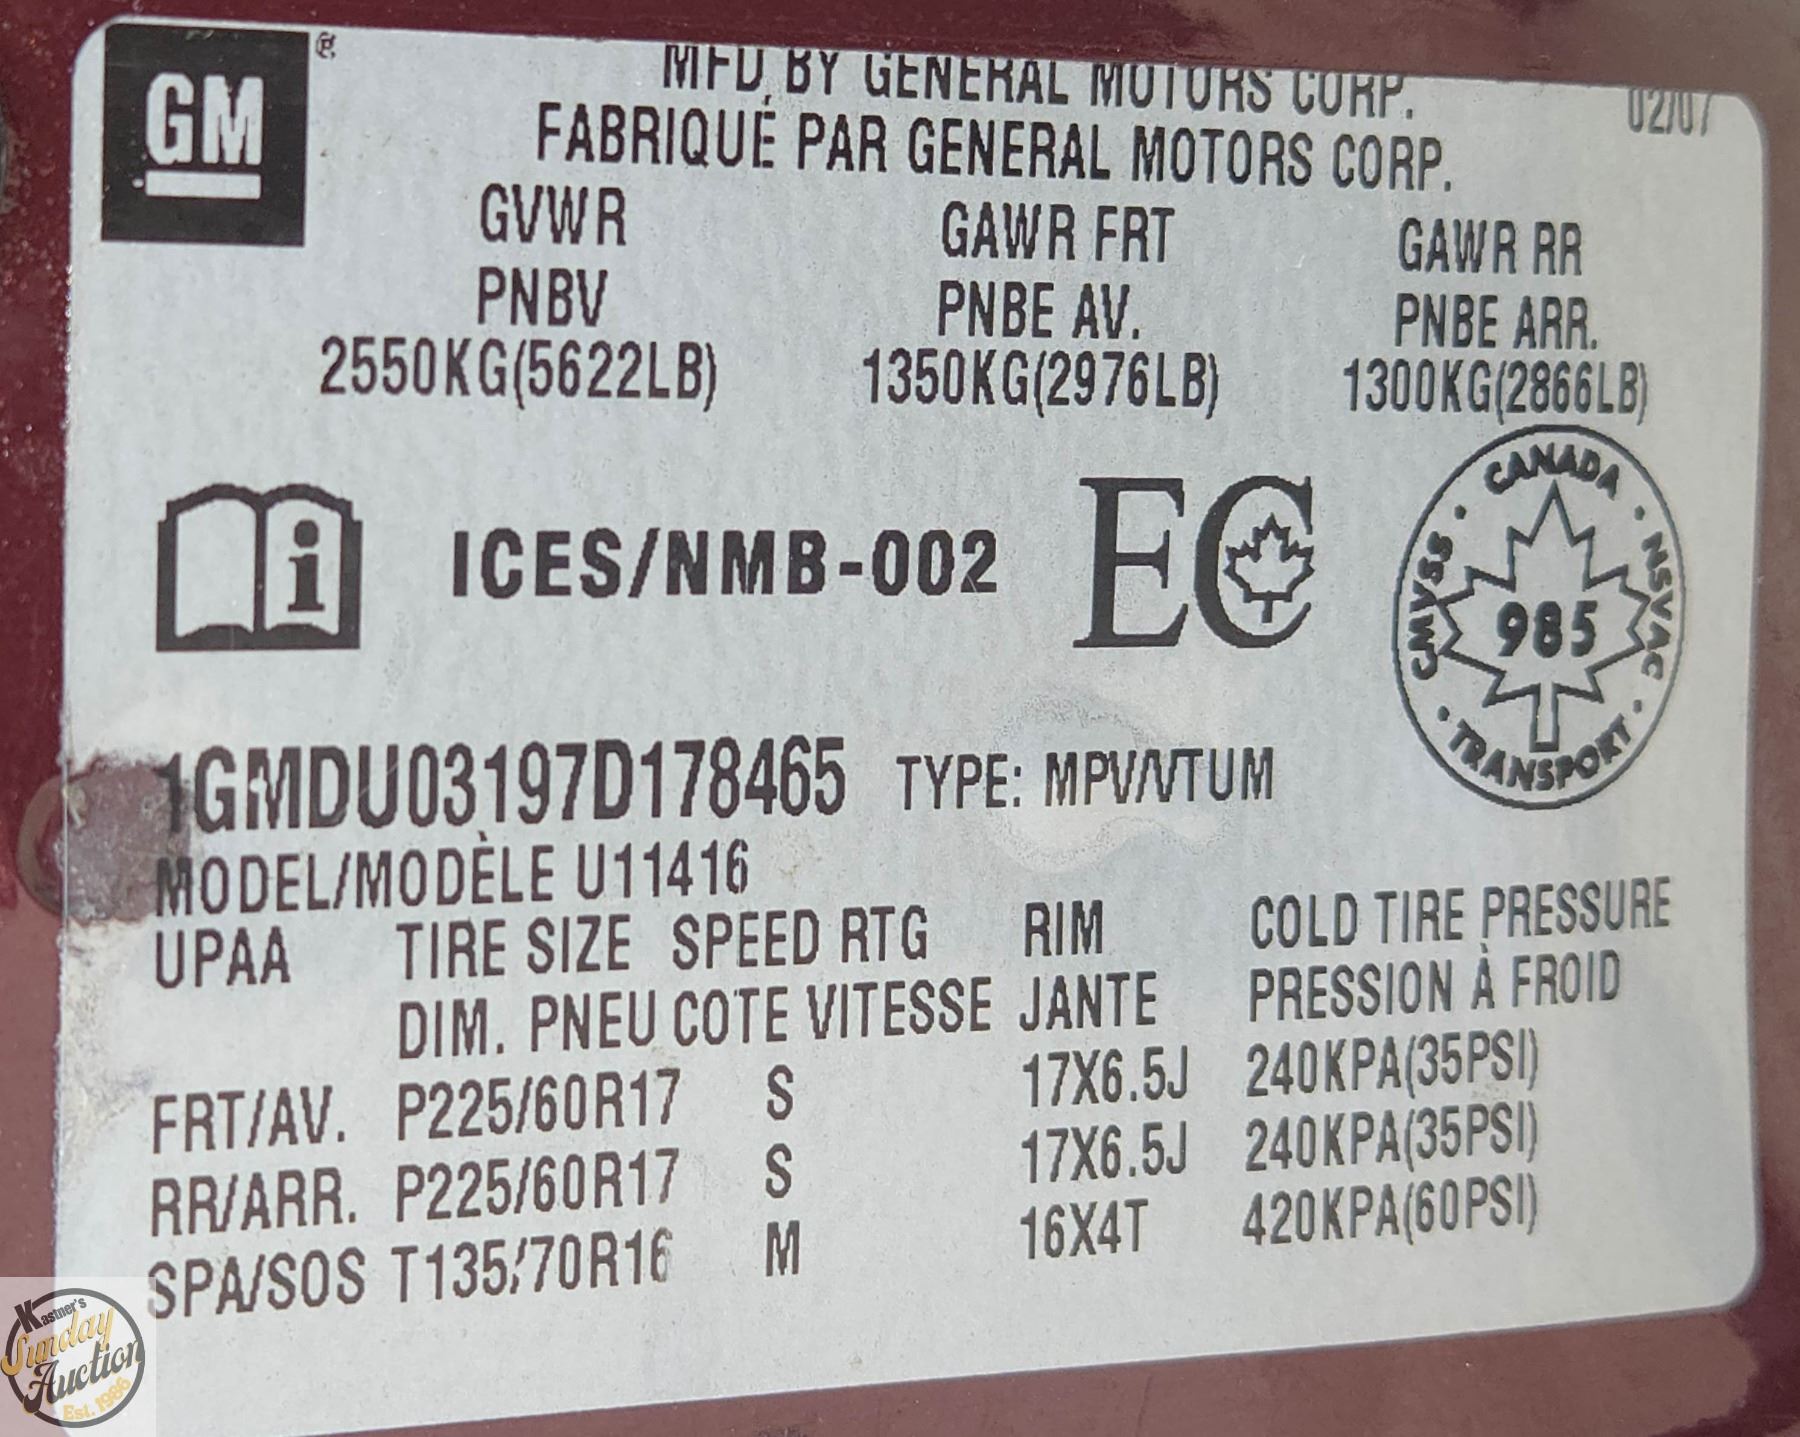 GM ®
MFD BY GENERAL MOTORS CORP. 02/07
FABRIQUÉ PAR GENERAL MOTORS CORP.
GVWR GAWR FRT GAWR RR
PNBV PNBE AV. PNBE ARR.
2550KG(5622LB) 1350KG(2976LB) 1300KG(2866LB)
i ICES/NMB-002 EC
CANADA · NSVAC · TRANSPORT · CMVSS ·
985
1GMDU03197D178465 TYPE: MPV/VTUM
MODEL/MODÈLE U11416
UPAA TIRE SIZE SPEED RTG RIM COLD TIRE PRESSURE
DIM. PNEU COTE VITESSE JANTE PRESSION À FROID
FRT/AV. P225/60R17 S 17X6.5J 240KPA(35PSI)
RR/ARR. P225/60R17 S 17X6.5J 240KPA(35PSI)
SPA/SOS T135/70R16 M 16X4T 420KPA(60PSI)
Kastner's
Sunday
Auction
Est. 1986